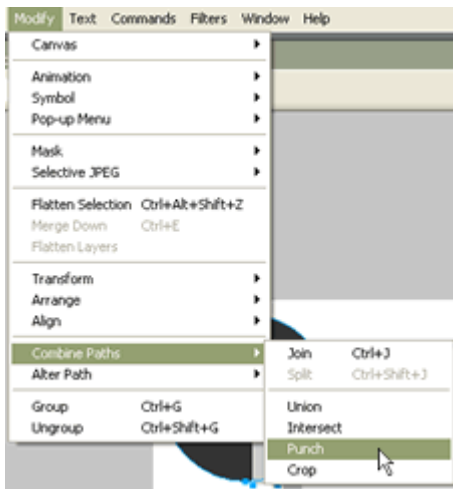 Modify Text Commands Filters Window Help
Canvas
Animation
Symbol
Pop-up Menu
Mask
Selective JPEG
Flatten Selection Ctrl+Alt+Shift+Z
Merge Down Ctrl+E
Flatten Layers
Transform
Arrange
Align
Combine Paths
Alter Path
Group Ctrl+G
Ungroup Ctrl+Shift+G
Join Ctrl+J
Split Ctrl+Shift+J
Union
Intersect
Punch
Crop